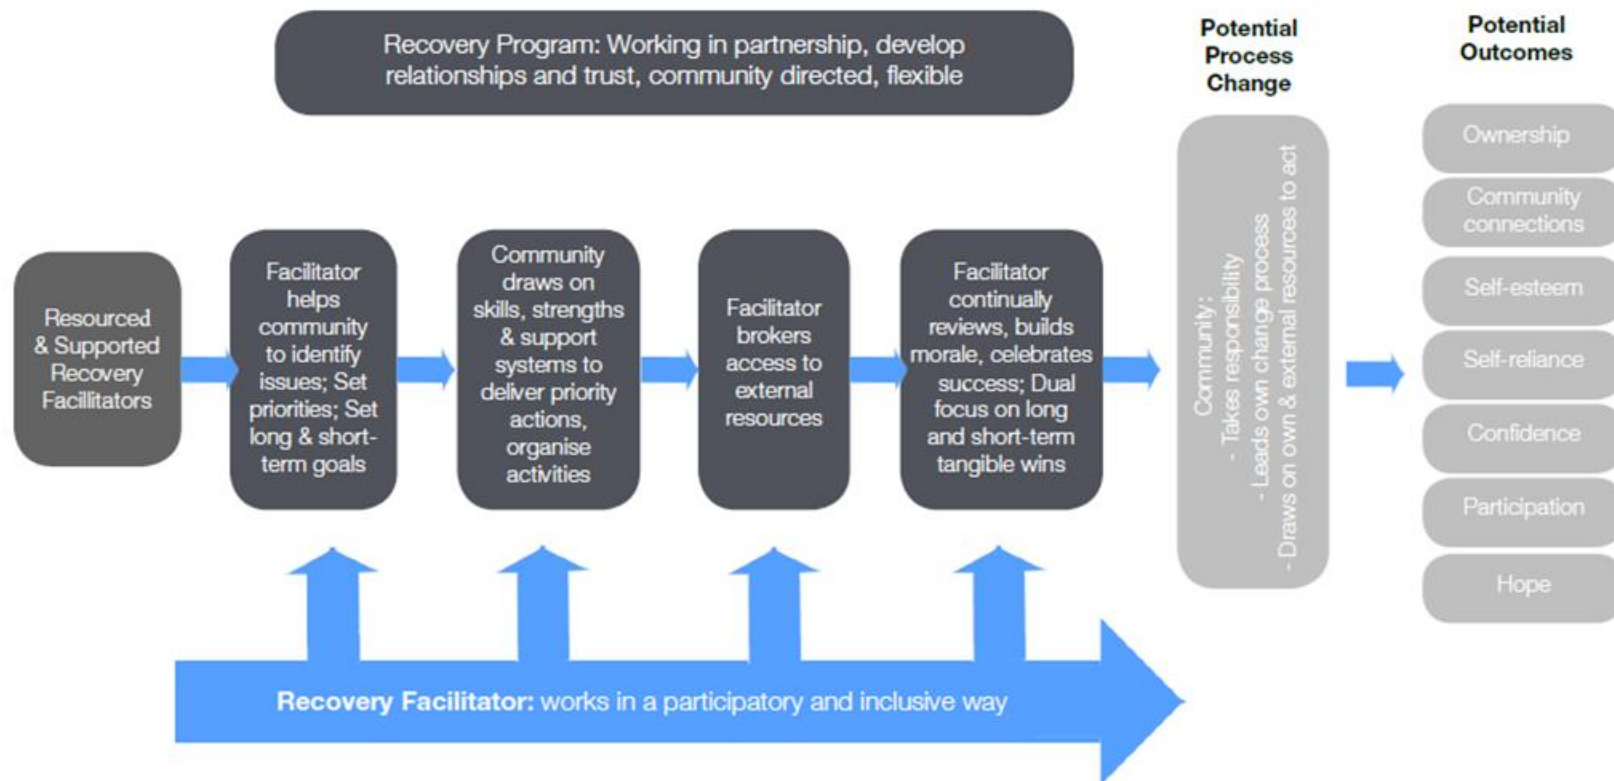 Recovery Program: Working in partnership, develop
relationships and trust, community directed, flexible
Potential
Process
Change
Potential
Outcomes
Resourced
& Supported
Recovery
Facillitators
Facilitator
helps
community
to identify
issues; Set
priorities; Set
long & short-
term goals
Community
draws on
skills, strengths
& support
systems to
deliver priority
actions,
organise
activities
Facilitator
brokers
access to
external
resources
Facilitator
continually
reviews, builds
morale, celebrates
success; Dual
focus on long
and short-term
tangible wins
Community:
- Takes responsibility
- Leads own change process
- Draws on own & external resources to act
Ownership
Community
connections
Self-esteem
Self-reliance
Confidence
Participation
Hope
Recovery Facilitator: works in a participatory and inclusive way